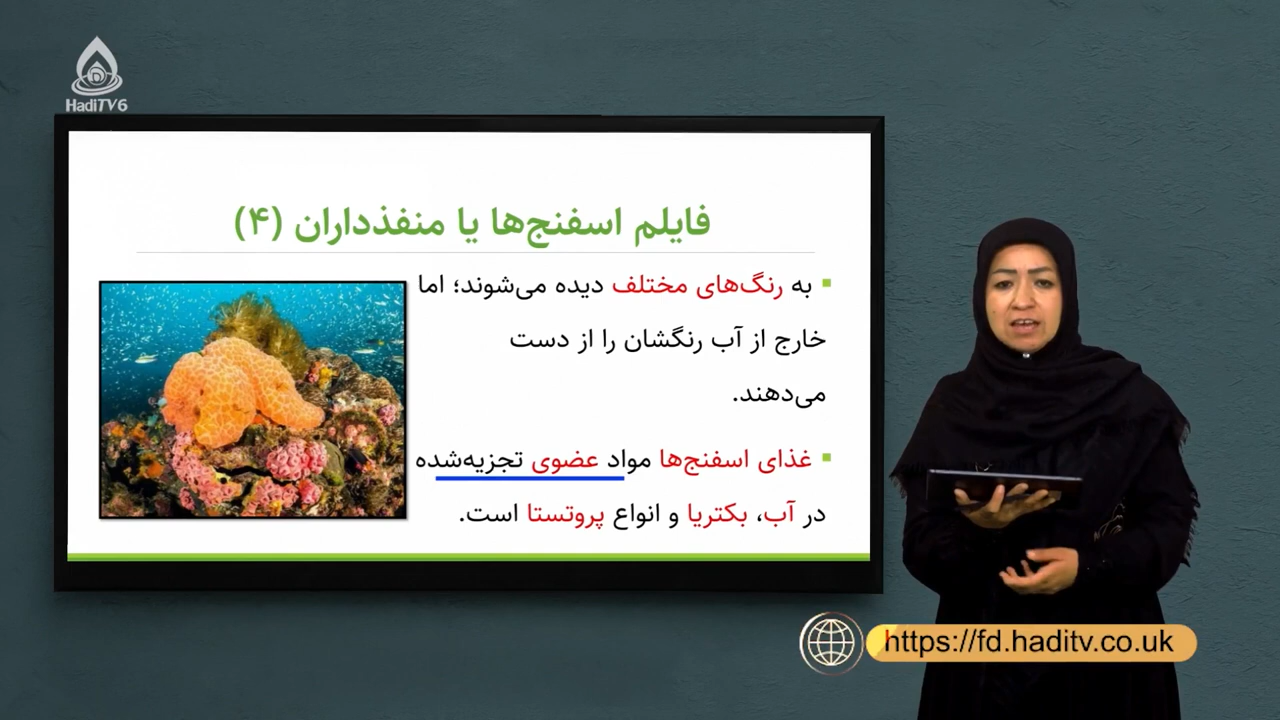 HadiTV6
فایلم اسفنج‌ها یا منفذداران (۴)
به رنگ‌های مختلف دیده می‌شوند؛ اما
خارج از آب رنگشان را از دست
می‌دهند.
غذای اسفنج‌ها مواد عضوی تجزیه‌شده
در آب، بکتریا و انواع پروتستا است.
https://fd.haditv.co.uk